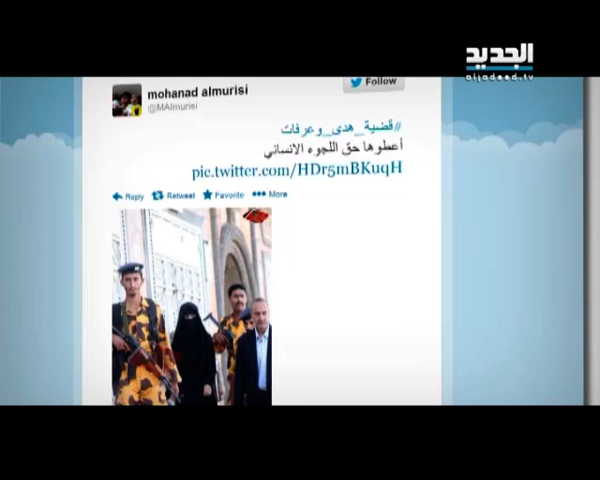 الجديد
aljadeed.tv
mohanad almurisi
Follow
@MAlmurisi
#قضية_هدى_وعرفات
أعطوها حق اللجوء الانساني
pic.twitter.com/HDr5mBKuqH
Reply Retweet Favorite More